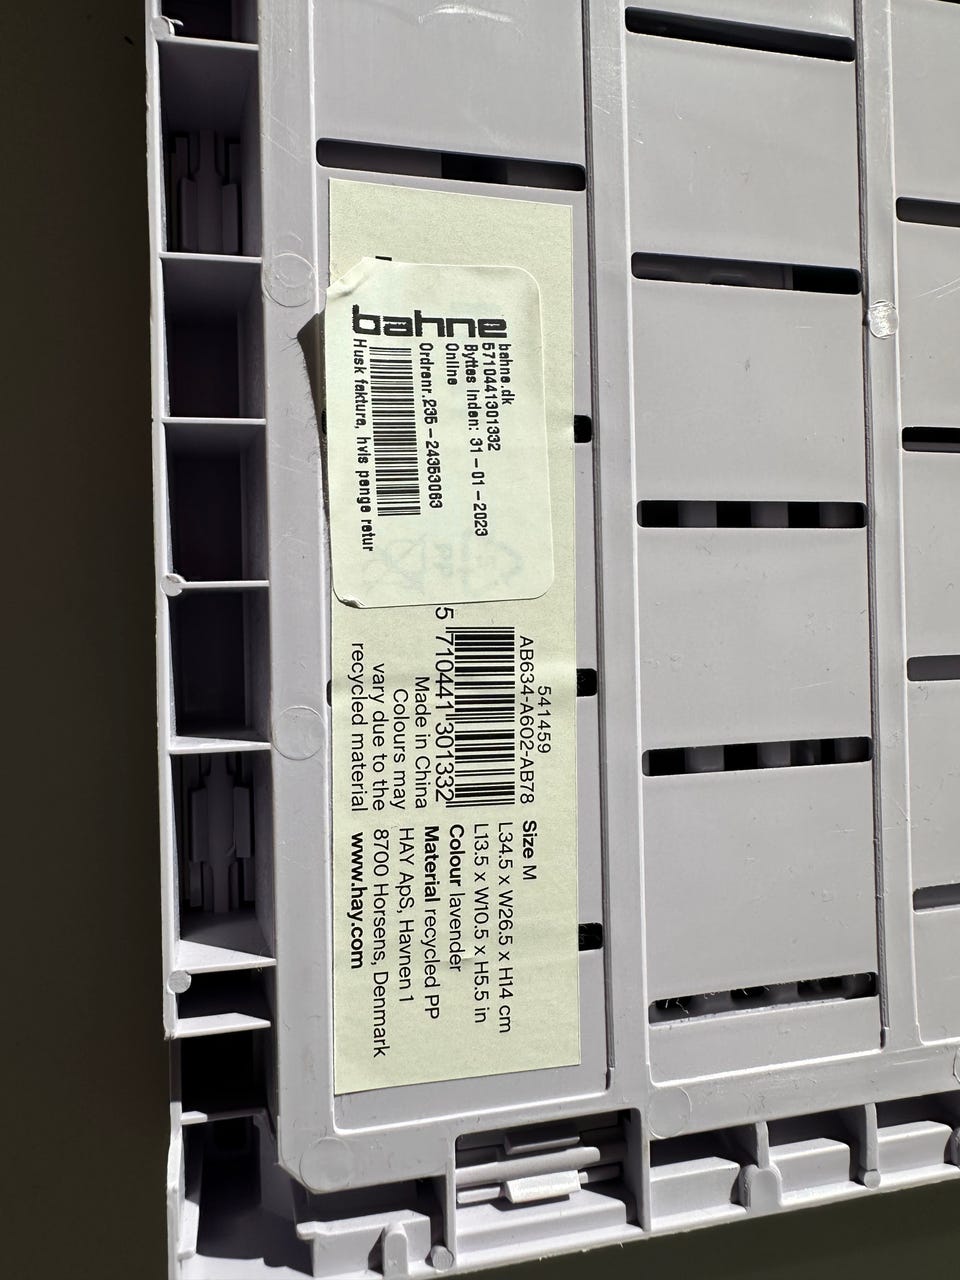 bahne
bahne.dk
5710441301332
Byttes inden: 31-01-2023
Online
Ordrenr.235-24353063
Husk faktura, hvis penge retur
541459
AB634-A602-AB78
5 710441 301332
Made in China
Colours may
vary due to the
recycled material
Size M
L34.5 x W26.5 x H14 cm
L13.5 x W10.5 x H5.5 in
Colour lavender
Material recycled PP
HAY ApS, Havnen 1
8700 Horsens, Denmark
www.hay.com